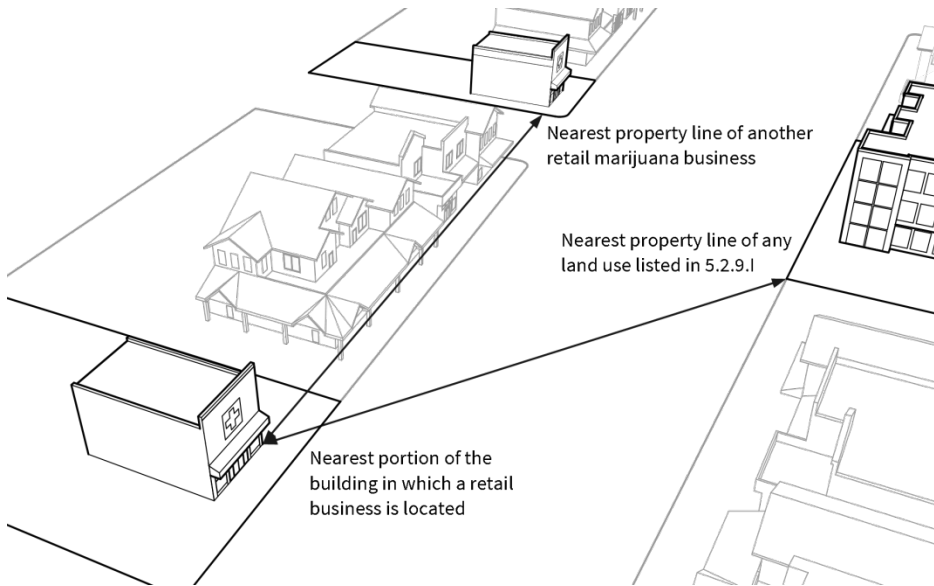 Nearest property line of another
retail marijuana business
Nearest property line of any
land use listed in 5.2.9.I
Nearest portion of the
building in which a retail
business is located